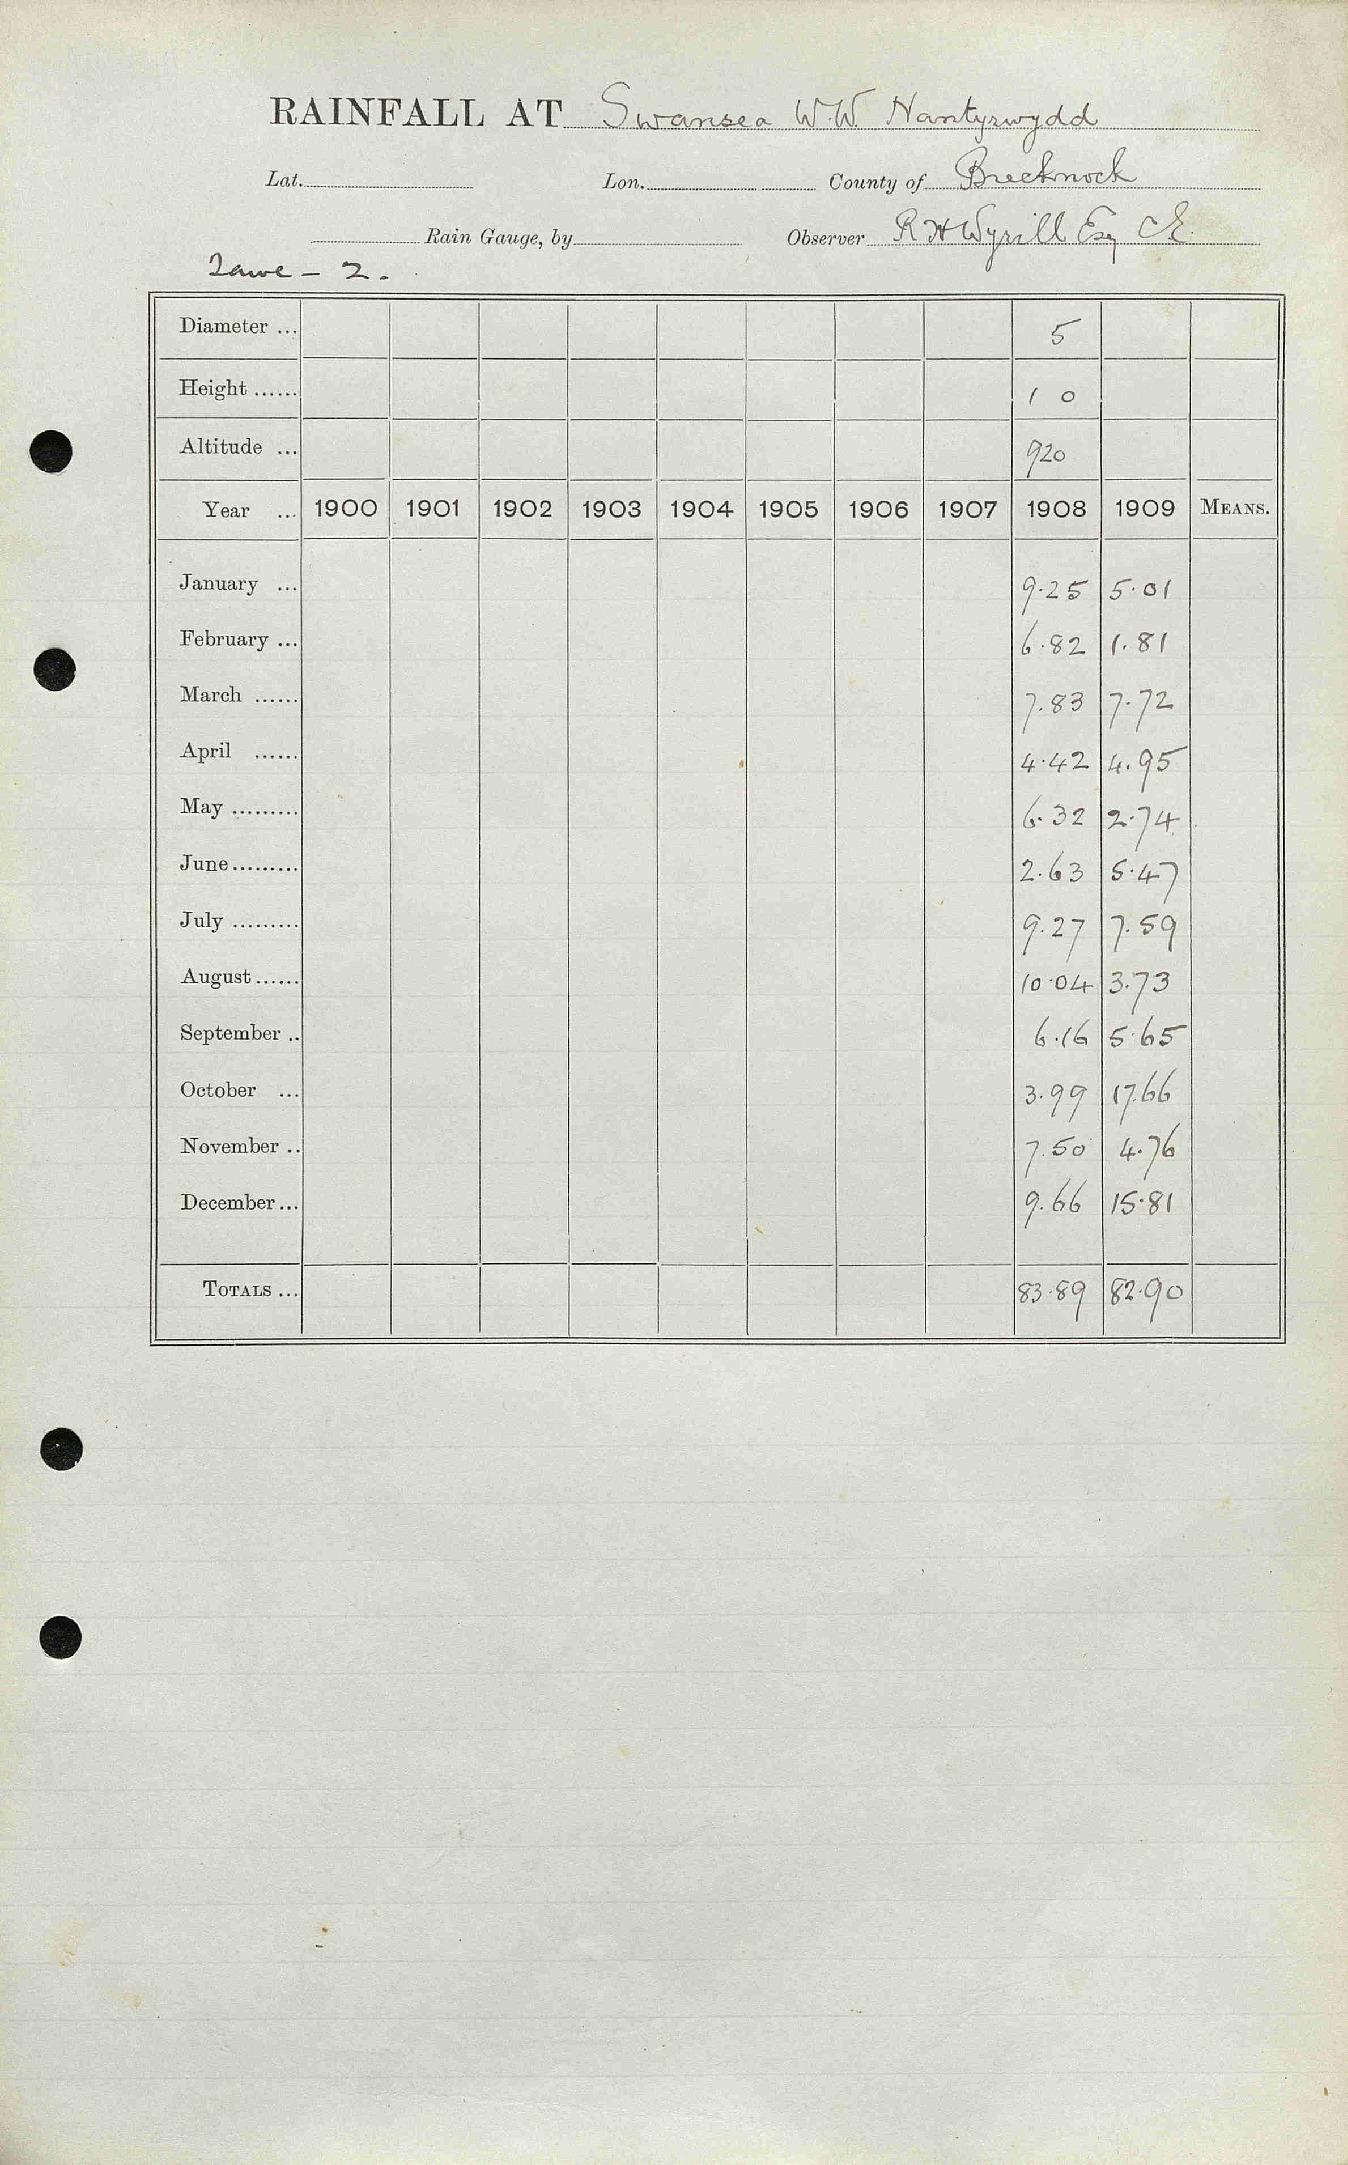 RAINFALL AT Swansea W.W. Nantyrwydd
Lat. Lon. County of Brecknock
Rain Gauge, by Observer R H Wyrill Esq C.E.
Tawe - 2.
Diameter ... 5
Height ...... 1 0
Altitude ... 920
Year ... 1900 1901 1902 1903 1904 1905 1906 1907 1908 1909 MEANS.
January ... 9.25 5.01
February ... 6.82 1.81
March ...... 7.83 7.72
April ...... 4.42 4.95
May ......... 6.32 2.74
June ......... 2.63 5.47
July ......... 9.27 7.59
August ...... 10.04 3.73
September .. 6.16 5.65
October ... 3.99 17.66
November .. 7.50 4.76
December ... 9.66 15.81
TOTALS ... 83.89 82.90